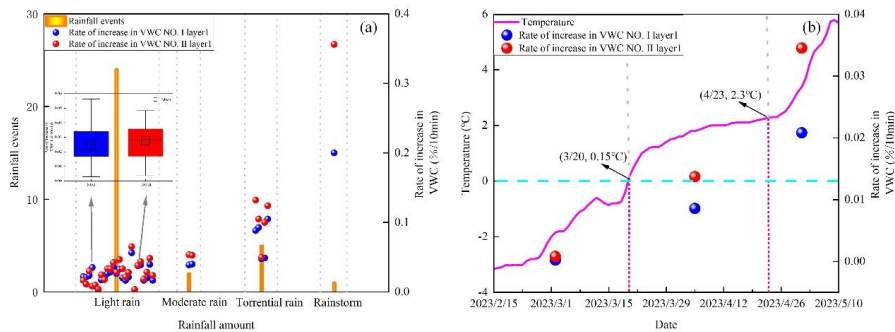 (a)
Rainfall events
Rate of increase in VWC NO. I layer1
Rate of increase in VWC NO. II layer1
30
20
10
0
Rainfall events
0.4
0.3
0.2
0.1
0.0
Rate of increase in
VWC (%/10min)
Light rain
Moderate rain
Torrential rain
Rainstorm
Rainfall amount
(b)
Temperature
Rate of increase in VWC NO. I layer1
Rate of increase in VWC NO. II layer1
6
4
2
0
-2
-4
Temperature (℃)
(3/20, 0.15℃)
(4/23, 2.3℃)
0.04
0.03
0.02
0.01
0.00
Rate of increase in
VWC (%/10min)
2023/2/15
2023/3/1
2023/3/15
2023/3/29
2023/4/12
2023/4/26
2023/5/10
Date